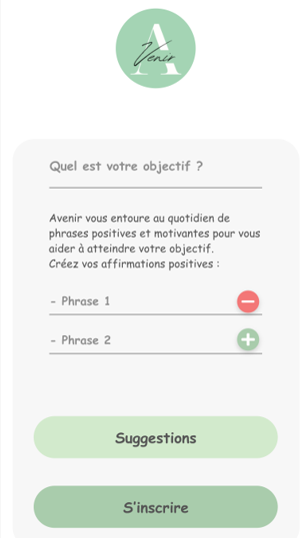 A
Venir
Quel est votre objectif ?
Avenir vous entoure au quotidien de
phrases positives et motivantes pour vous
aider à atteindre votre objectif.
Créez vos affirmations positives :
- Phrase 1
- Phrase 2
Suggestions
S'inscrire